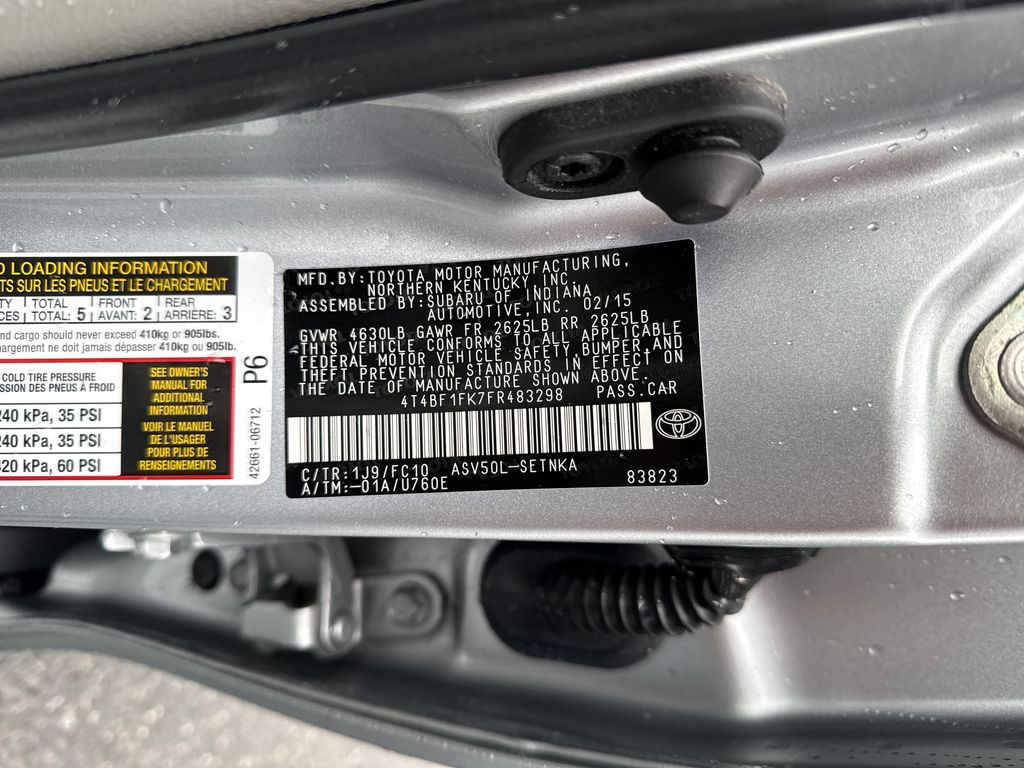 LOADING INFORMATION
TS SUR LES PNEUS ET LE CHARGEMENT
TY TOTAL FRONT REAR
CES TOTAL: 5 AVANT: 2 ARRIÈRE: 3
and cargo should never exceed 410kg or 905lbs.
chargement ne doit jamais dépasser 410kg ou 905lb.
COLD TIRE PRESSURE
SSION DES PNEUS À FROID
240 kPa, 35 PSI
240 kPa, 35 PSI
420 kPa, 60 PSI
SEE OWNER'S
MANUAL FOR
ADDITIONAL
INFORMATION
VOIR LE MANUEL
DE L'USAGER
POUR PLUS DE
RENSEIGNEMENTS
P6
42661-06712
MFD.BY:TOYOTA MOTOR MANUFACTURING,
NORTHERN KENTUCKY,INC.
ASSEMBLED BY:SUBARU OF INDIANA
AUTOMOTIVE,INC. 02/15
GVWR 4630LB GAWR FR 2625LB RR 2625LB
THIS VEHICLE CONFORMS TO ALL APPLICABLE
FEDERAL MOTOR VEHICLE SAFETY,BUMPER,AND
THEFT PREVENTION STANDARDS IN EFFECT ON
THE DATE OF MANUFACTURE SHOWN ABOVE.
4T4BF1FK7FR483298 PASS.CAR
C/TR:1J9/FC10 ASV50L-SETNKA
A/TM:-01A/U760E 83823